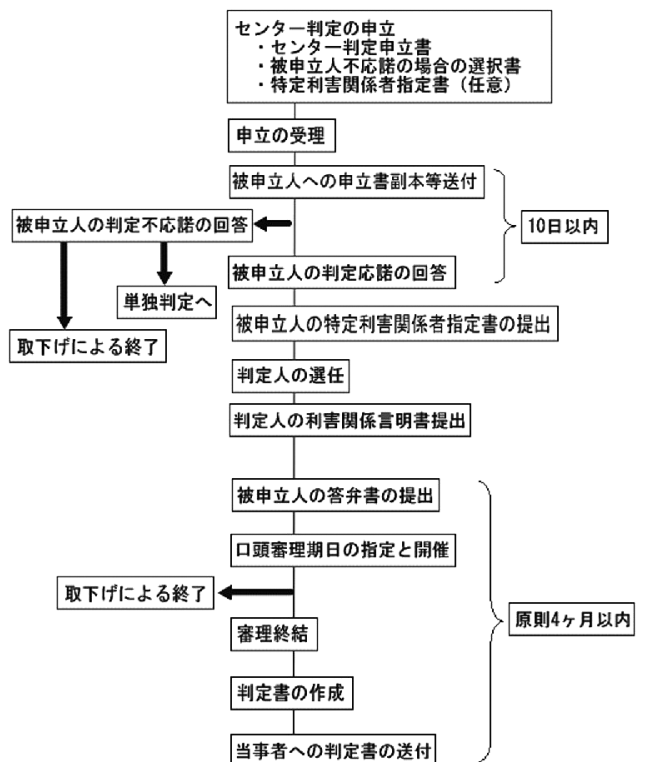 センター判定の申立
・センター判定申立書
・被申立人不応諾の場合の選択書
・特定利害関係者指定書（任意）
申立の受理
被申立人への申立書副本等送付
被申立人の判定不応諾の回答
10日以内
被申立人の判定応諾の回答
単独判定へ
被申立人の特定利害関係者指定書の提出
取下げによる終了
判定人の選任
判定人の利害関係言明書提出
被申立人の答弁書の提出
口頭審理期日の指定と開催
取下げによる終了
原則4ヶ月以内
審理終結
判定書の作成
当事者への判定書の送付